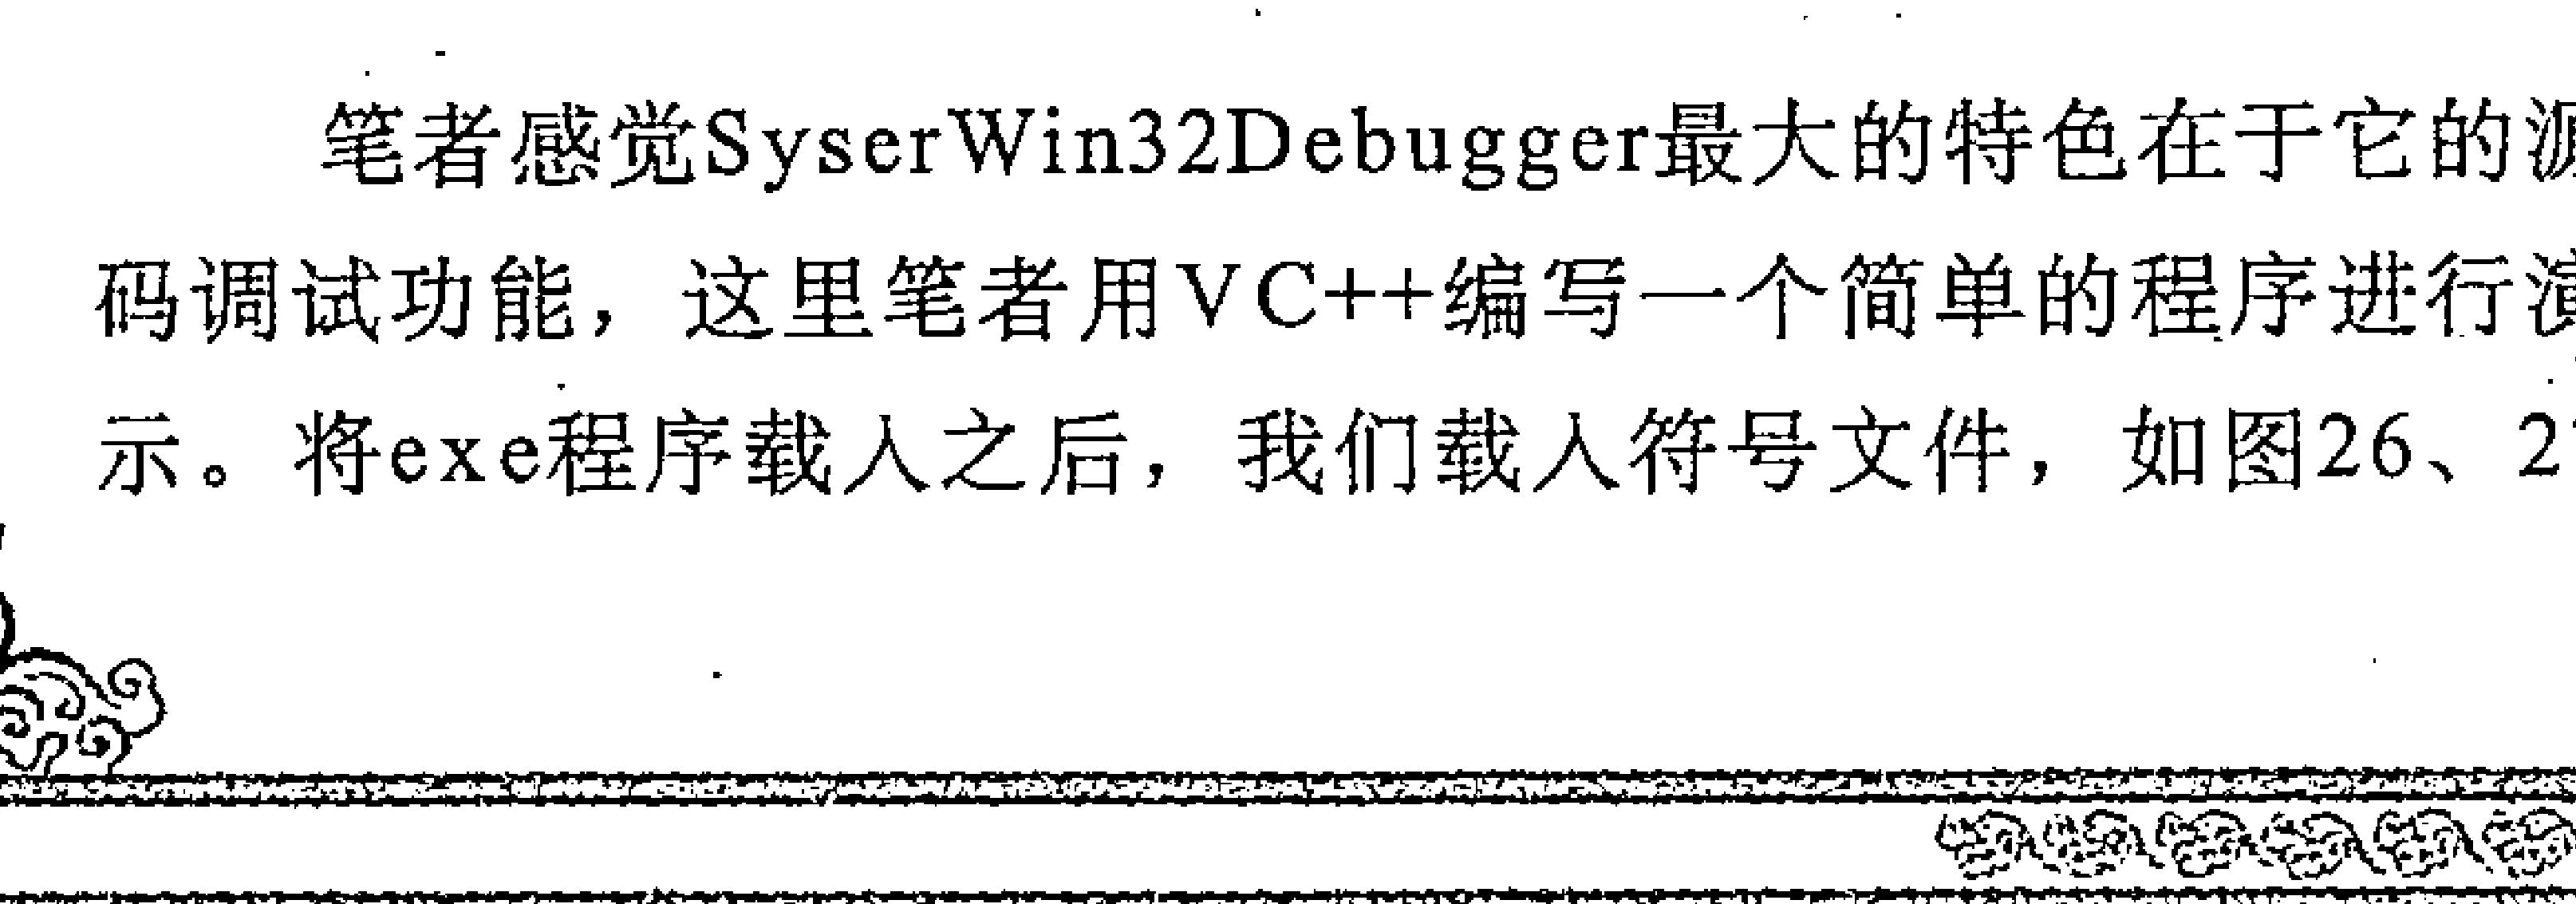 笔者感觉SyserWin32Debugger最大的特色在于它的源
码调试功能，这里笔者用VC++编写一个简单的程序进行演
示。将exe程序载入之后，我们载入符号文件，如图26、2